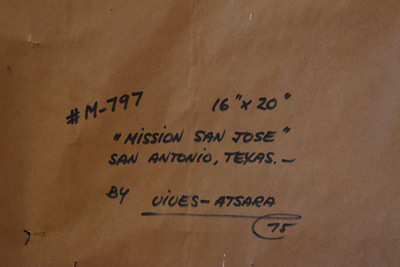 #M-797 16" x 20"
"MISSION SAN JOSE"
SAN ANTONIO, TEXAS.—
BY VIVES-ATSARA
75